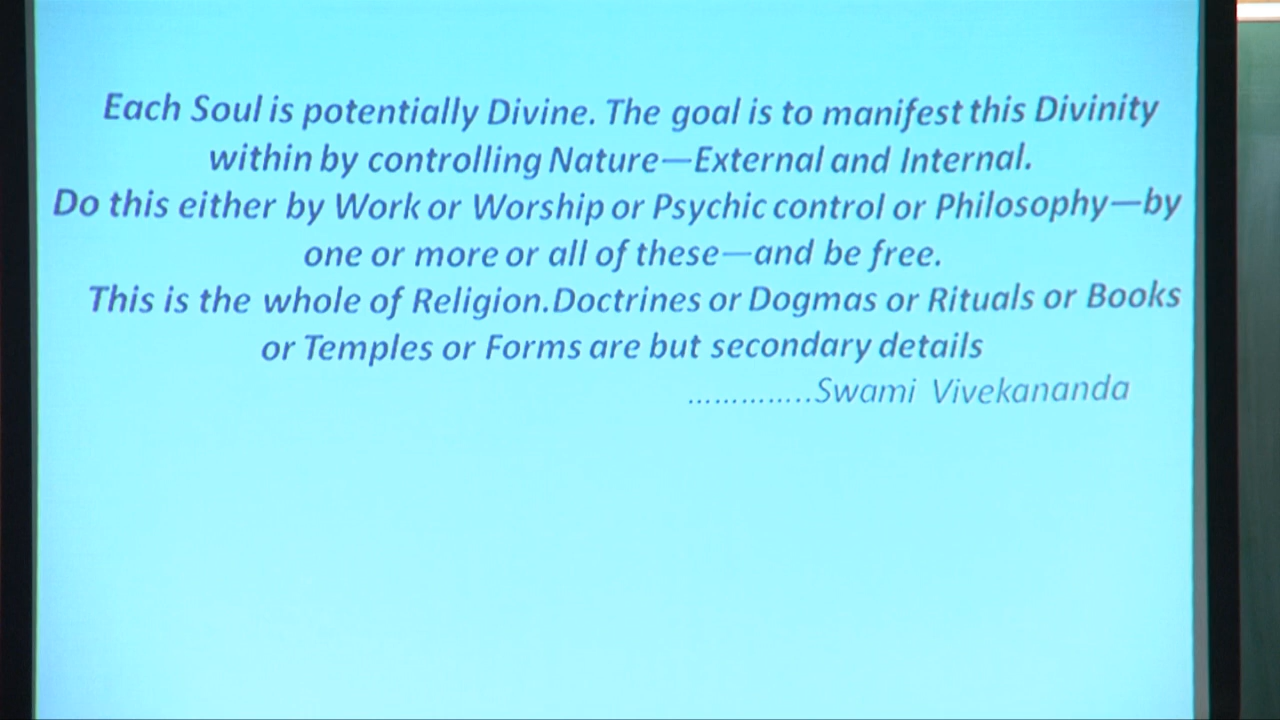 Each Soul is potentially Divine. The goal is to manifest this Divinity
within by controlling Nature—External and Internal.
Do this either by Work or Worship or Psychic control or Philosophy—by
one or more or all of these—and be free.
This is the whole of Religion.Doctrines or Dogmas or Rituals or Books
or Temples or Forms are but secondary details
..............Swami Vivekananda